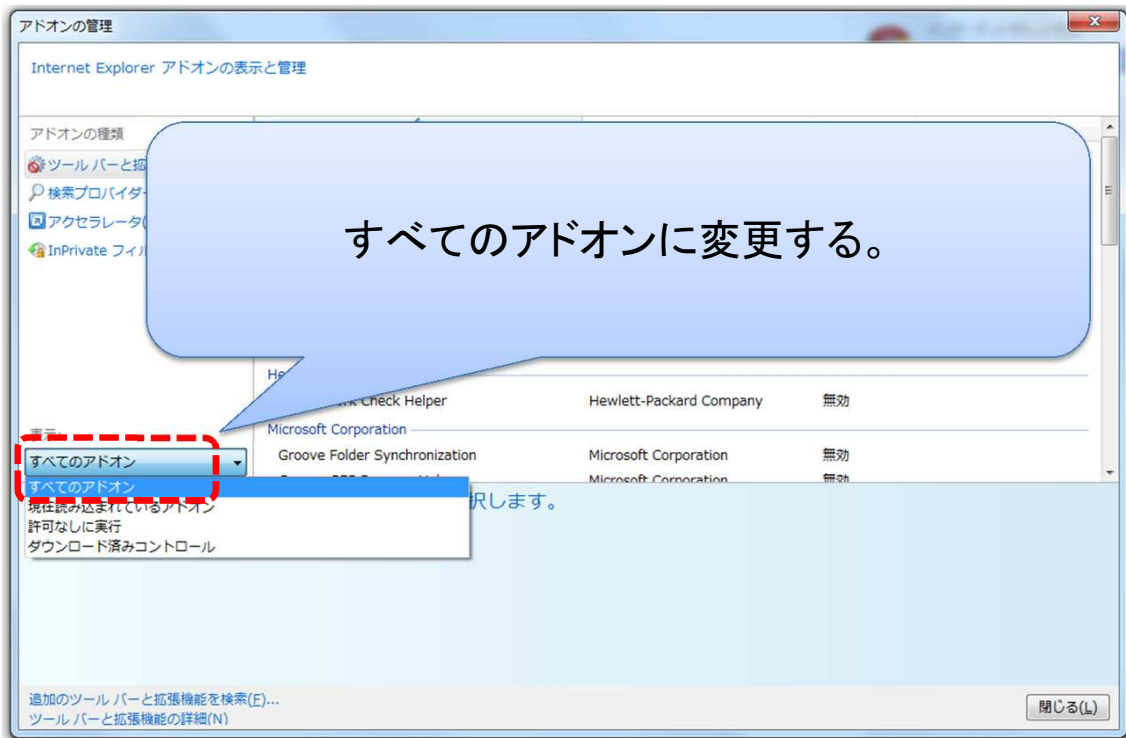 アドオンの管理
Internet Explorer アドオンの表示と管理
アドオンの種類
ツール バーと拡
検索プロバイダー
アクセラレータ(
InPrivate フィル
すべてのアドオンに変更する。
Check Helper Hewlett-Packard Company 無効
Microsoft Corporation
表示:
Groove Folder Synchronization Microsoft Corporation 無効
すべてのアドオン
Microsoft Corporation 無効
すべてのアドオン
択します。
現在読み込まれているアドオン
許可なしに実行
ダウンロード済みコントロール
追加のツール バーと拡張機能を検索(F)...
ツール バーと拡張機能の詳細(N)
閉じる(L)